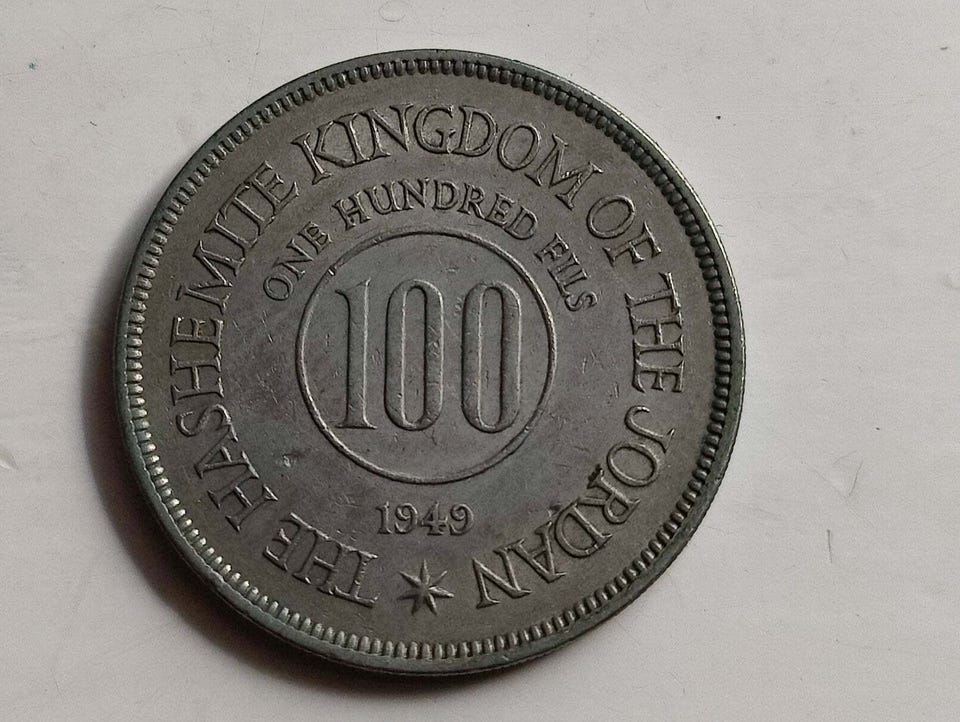 THE HASHEMITE KINGDOM OF THE JORDAN
ONE HUNDRED FILS
100
1949